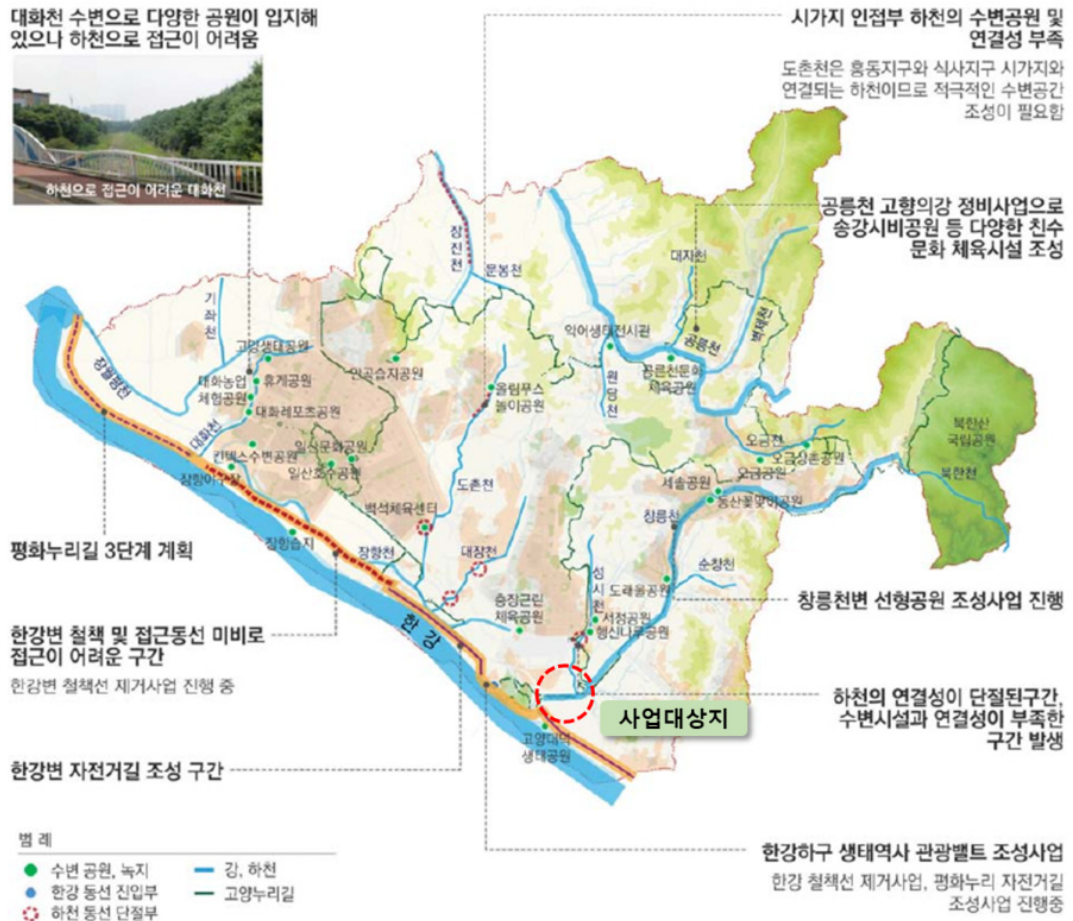 대화천 수변으로 다양한 공원이 입지해
있으나 하천으로 접근이 어려움
하천으로 접근이 어려운 대화천
시가지 인접부 하천의 수변공원 및
연결성 부족
도촌천은 흥동지구와 식사지구 시가지와
연결되는 하천이므로 적극적인 수변공간
조성이 필요함
공릉천 고향의강 정비사업으로
송강시비공원 등 다양한 친수
문화 체육시설 조성
장진천
문봉천
대자천
벽제천
기좌천
고양생태공원
인공습지공원
악어생태전시관
공릉천
공릉천문화
체육공원
원당천
장월평천
대화농업
체험공원
휴게공원
대화레포츠공원
올림푸스
놀이공원
대화천
킨텍스수변공원
일산문화공원
일산호수공원
오금천
오금상촌공원
오금공원
북한산
국립공원
북한천
도촌천
세솔공원
동산꽃맞이공원
백석체육센터
창릉천
장항습지
장항천
대장천
순창천
성사천
도래울공원
평화누리길 3단계 계획
창릉천변 선형공원 조성사업 진행
서정공원
행신나루공원
체육공원
한강
한강변 철책 및 접근동선 미비로
접근이 어려운 구간
한강변 철책선 제거사업 진행 중
사업대상지
하천의 연결성이 단절된구간,
수변시설과 연결성이 부족한
구간 발생
고양대덕
생태공원
한강변 자전거길 조성 구간
한강하구 생태역사 관광밸트 조성사업
한강 철책선 제거사업, 평화누리 자전거길
조성사업 진행중
범 례
수변 공원, 녹지
강, 하천
한강 동선 진입부
고양누리길
하천 동선 단절부